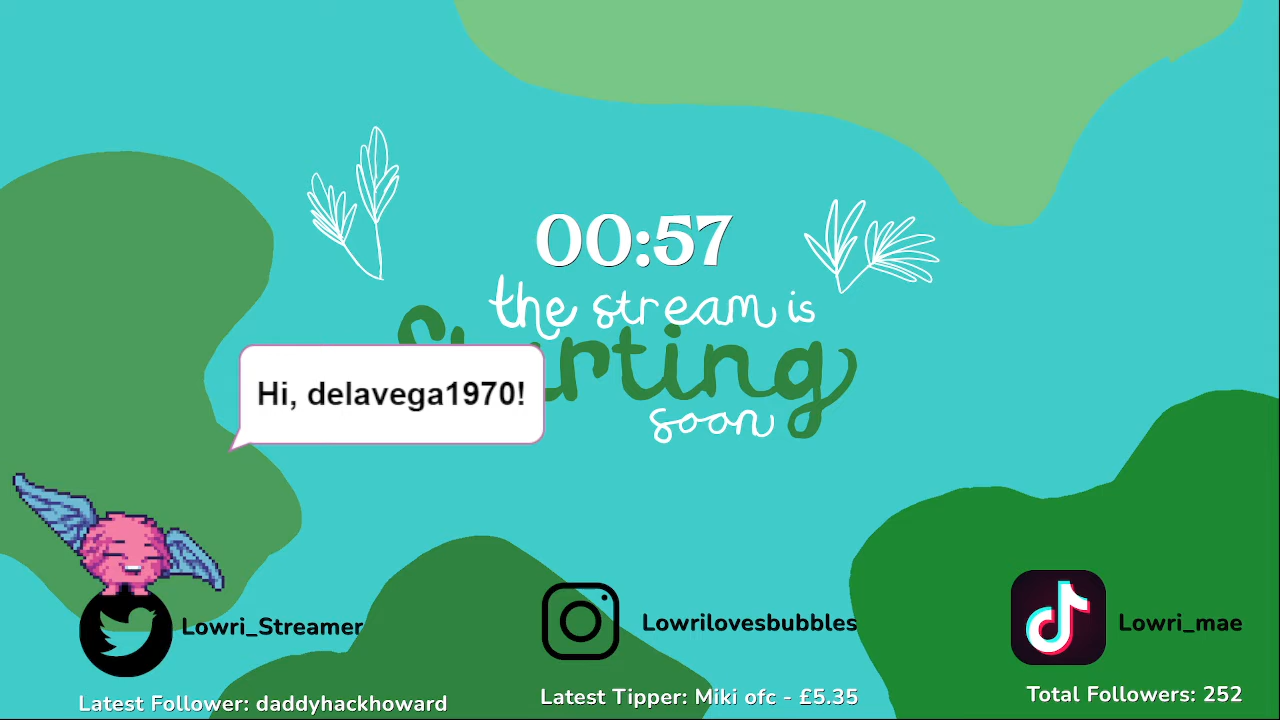 00:57
the stream is
Starting
soon
Hi, delavega1970!
Lowri_Streamer
Lowrilovesbubbles
Lowri_mae
Latest Follower: daddyhackhoward
Latest Tipper: Miki ofc - £5.35
Total Followers: 252